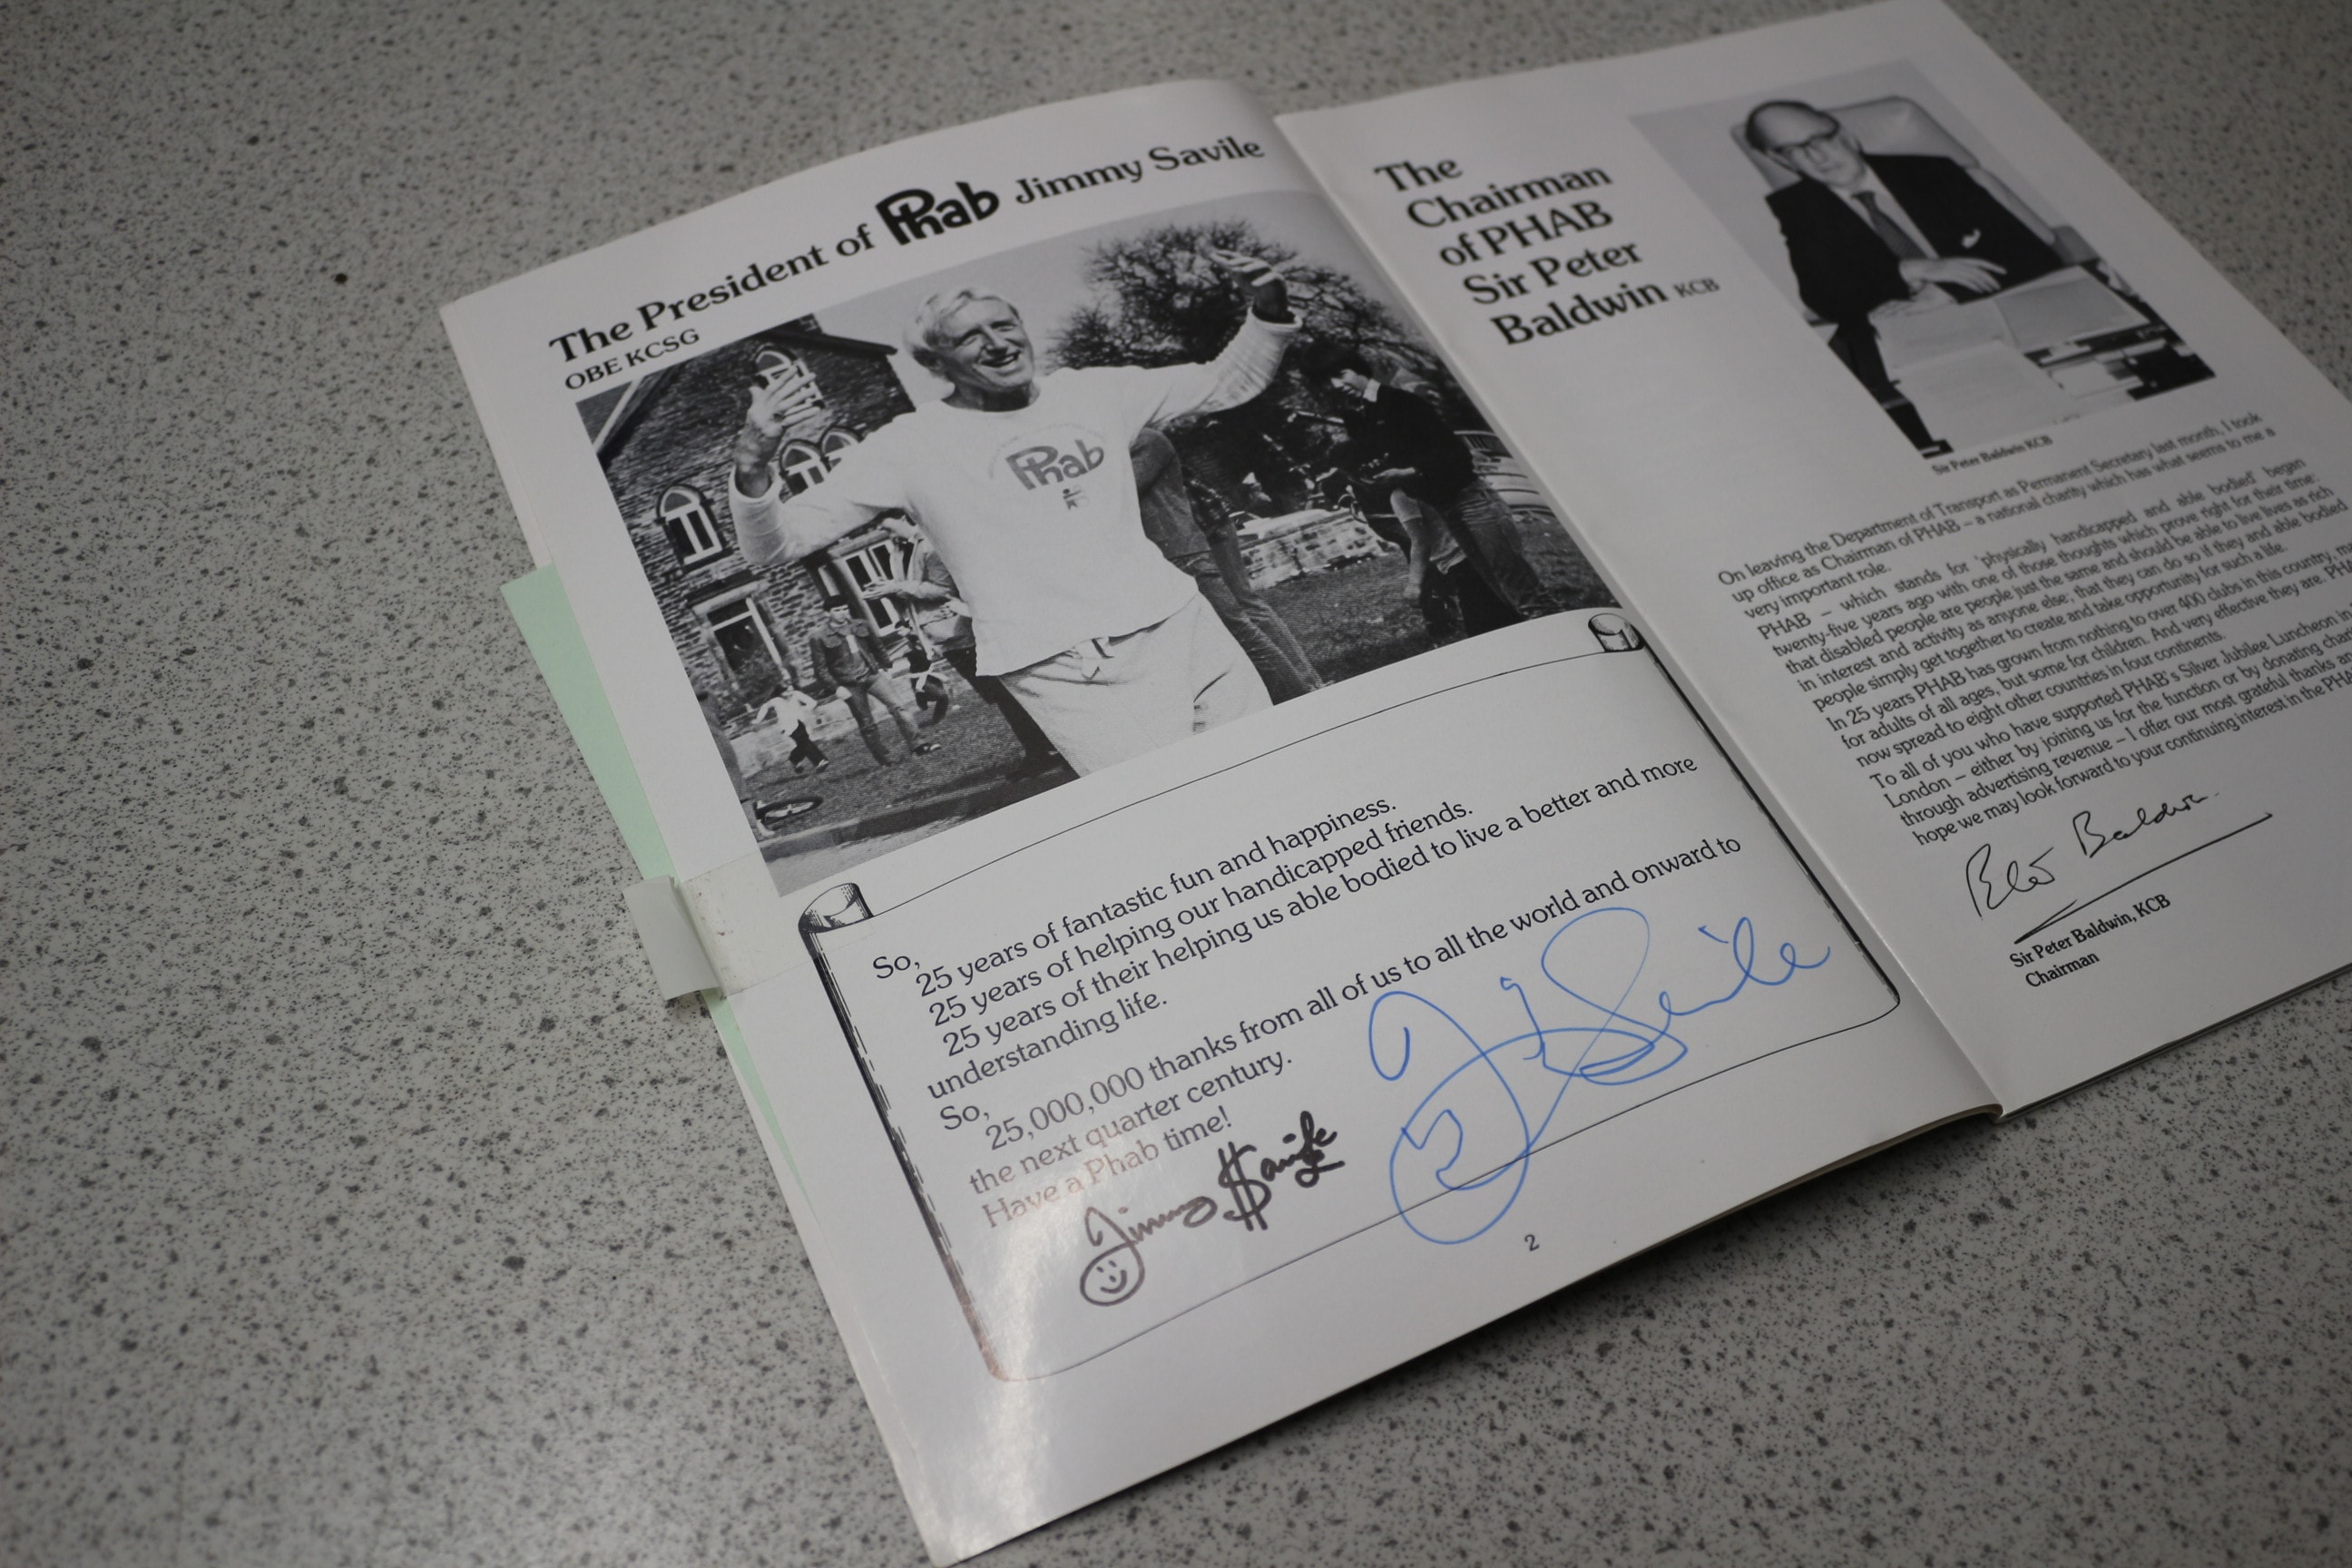 The President of Phab Jimmy Savile
OBE KCSG
Phab
So,
25 years of fantastic fun and happiness.
25 years of helping our handicapped friends.
25 years of their helping us able bodied to live a better and more
understanding life.
So,
25,000,000 thanks from all of us to all the world and onward to
the next quarter century.
Have a Phab time!
Jimmy Savile
2
The
Chairman
of PHAB
Sir Peter
Baldwin KCB
Sir Peter Baldwin KCB
On leaving the Department of Transport as Permanent Secretary last month, I took
up office as Chairman of PHAB – a national charity which has what seems to me a
very important role.
PHAB – which stands for 'physically handicapped and able bodied' began
twenty-five years ago with one of those thoughts which prove right for their time:
that disabled people are people just the same and should be able to live lives as rich
in interest and activity as anyone else; that they can do so if they and able bodied
people simply get together to create and take opportunity for such a life.
In 25 years PHAB has grown from nothing to over 400 clubs in this country,
for adults of all ages, but some for children. And very effective they are.
now spread to eight other countries in four continents.
To all of you who have supported PHAB's Silver Jubilee Luncheon
London – either by joining us for the function or by donating
through advertising revenue – I offer our most grateful thanks
hope we may look forward to your continuing interest in the
Peter Baldwin
Sir Peter Baldwin, KCB
Chairman